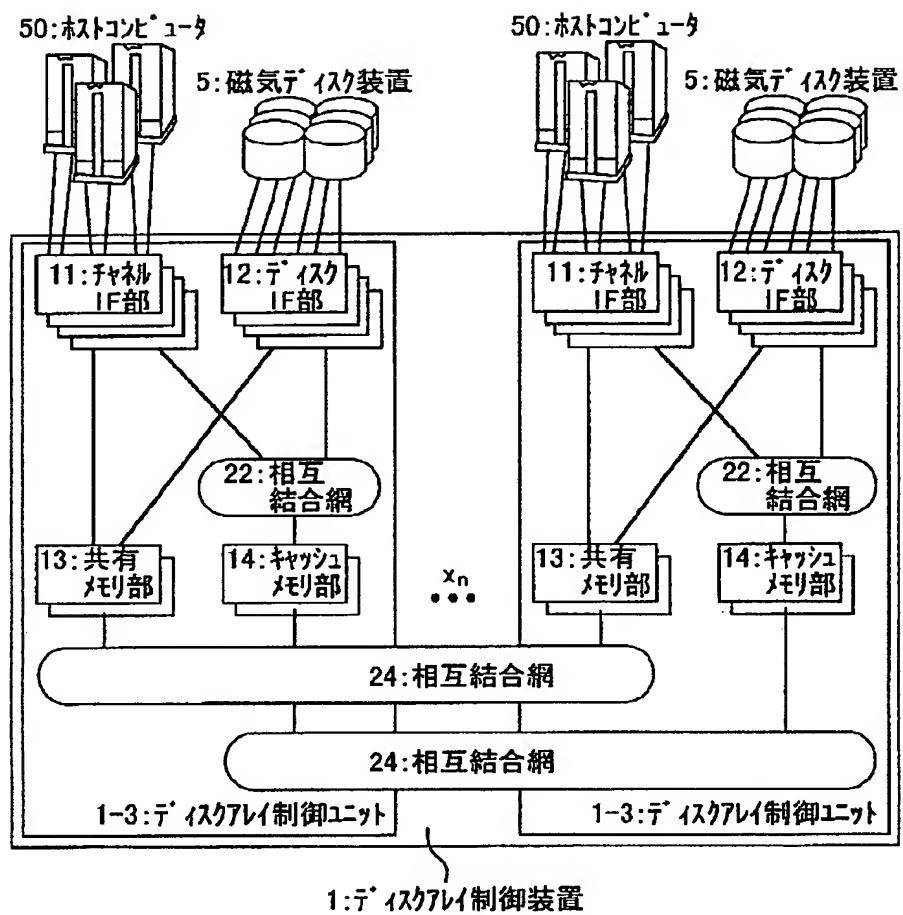 50:ホストコンピュータ
50:ホストコンピュータ
5:磁気ディスク装置
5:磁気ディスク装置
11:チャネル
IF部
12:ディスク
IF部
11:チャネル
IF部
12:ディスク
IF部
22:相互
結合網
22:相互
結合網
13:共有
メモリ部
14:キャッシュ
メモリ部
xn
•••
13:共有
メモリ部
14:キャッシュ
メモリ部
24:相互結合網
24:相互結合網
1-3:ディスクアレイ制御ユニット
1-3:ディスクアレイ制御ユニット
1:ディスクアレイ制御装置